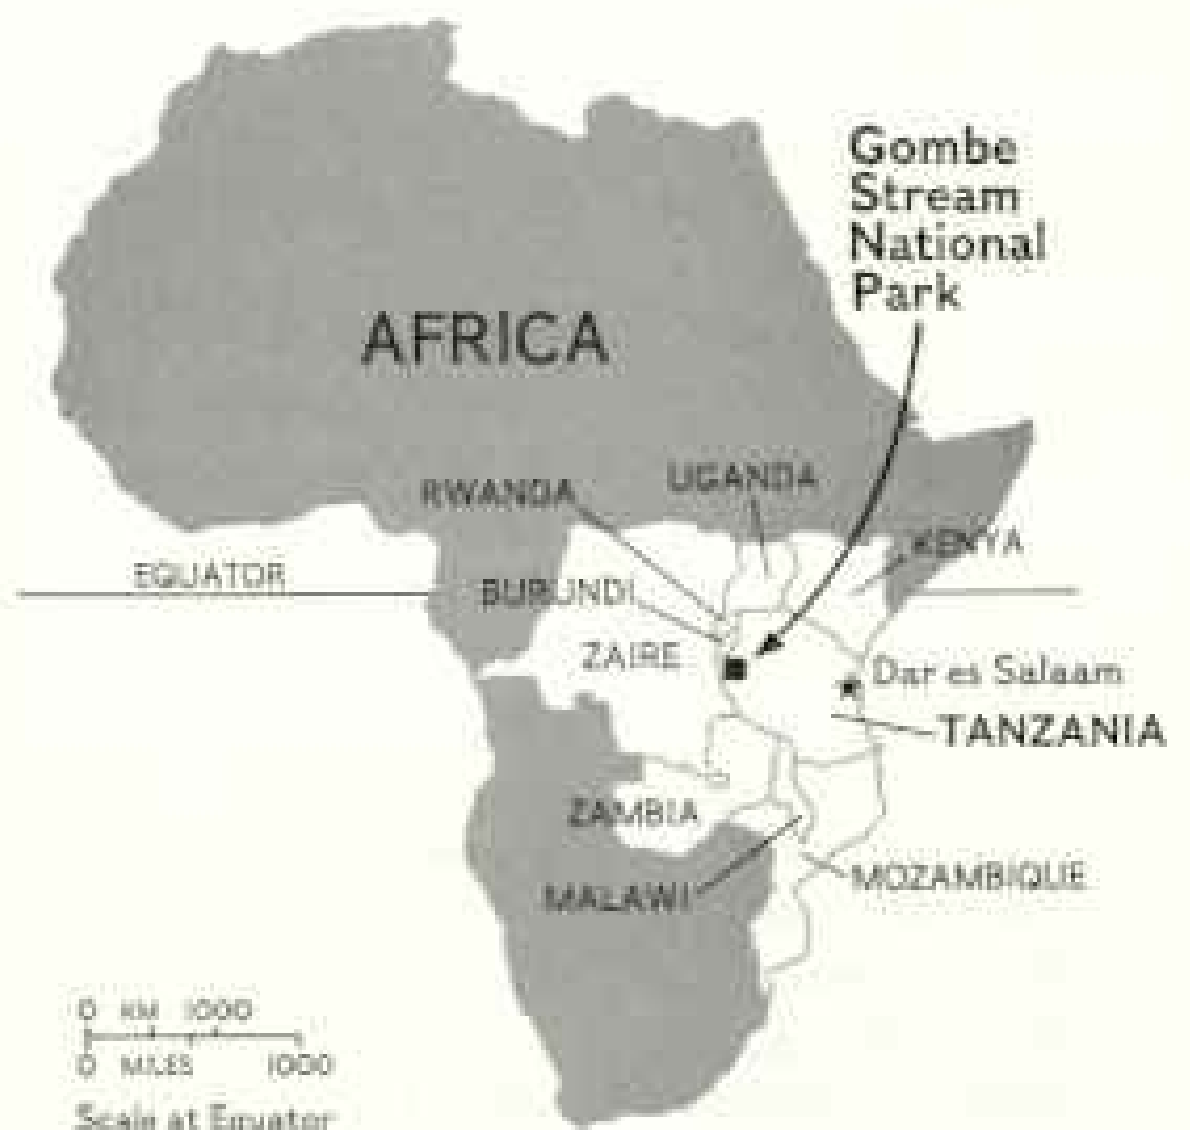 Gombe
Stream
National
Park
AFRICA
UGANDA
RWANDA
KENYA
EQUATOR
BURUNDI
ZAIRE
Dar es Salaam
TANZANIA
ZAMBIA
MOZAMBIQUE
MALAWI
0 KM 1000
0 MILES 1000
Scale at Equator